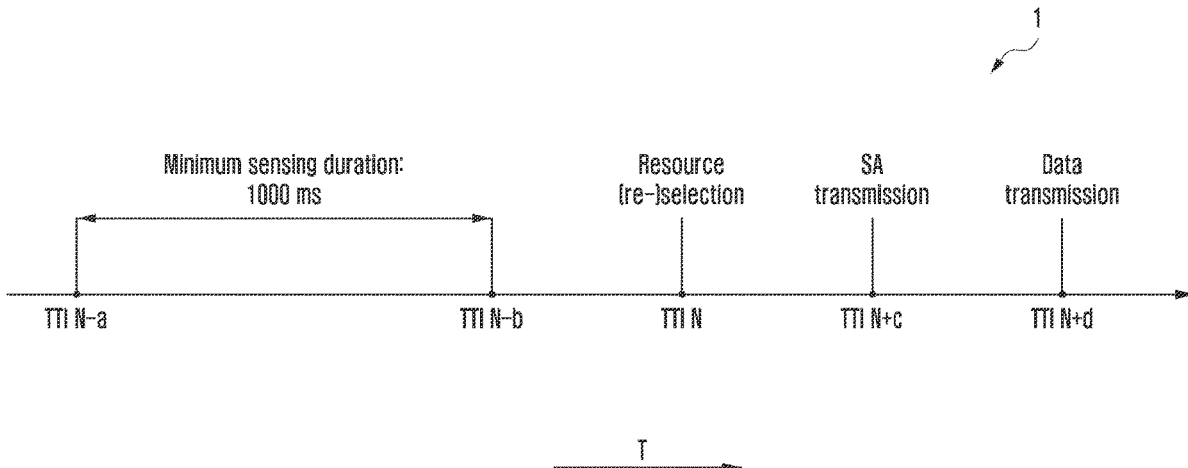 1
Minimum sensing duration:
1000 ms
Resource
(re-)selection
SA
transmission
Data
transmission
TTI N-a
TTI N-b
TTI N
TTI N+c
TTI N+d
T